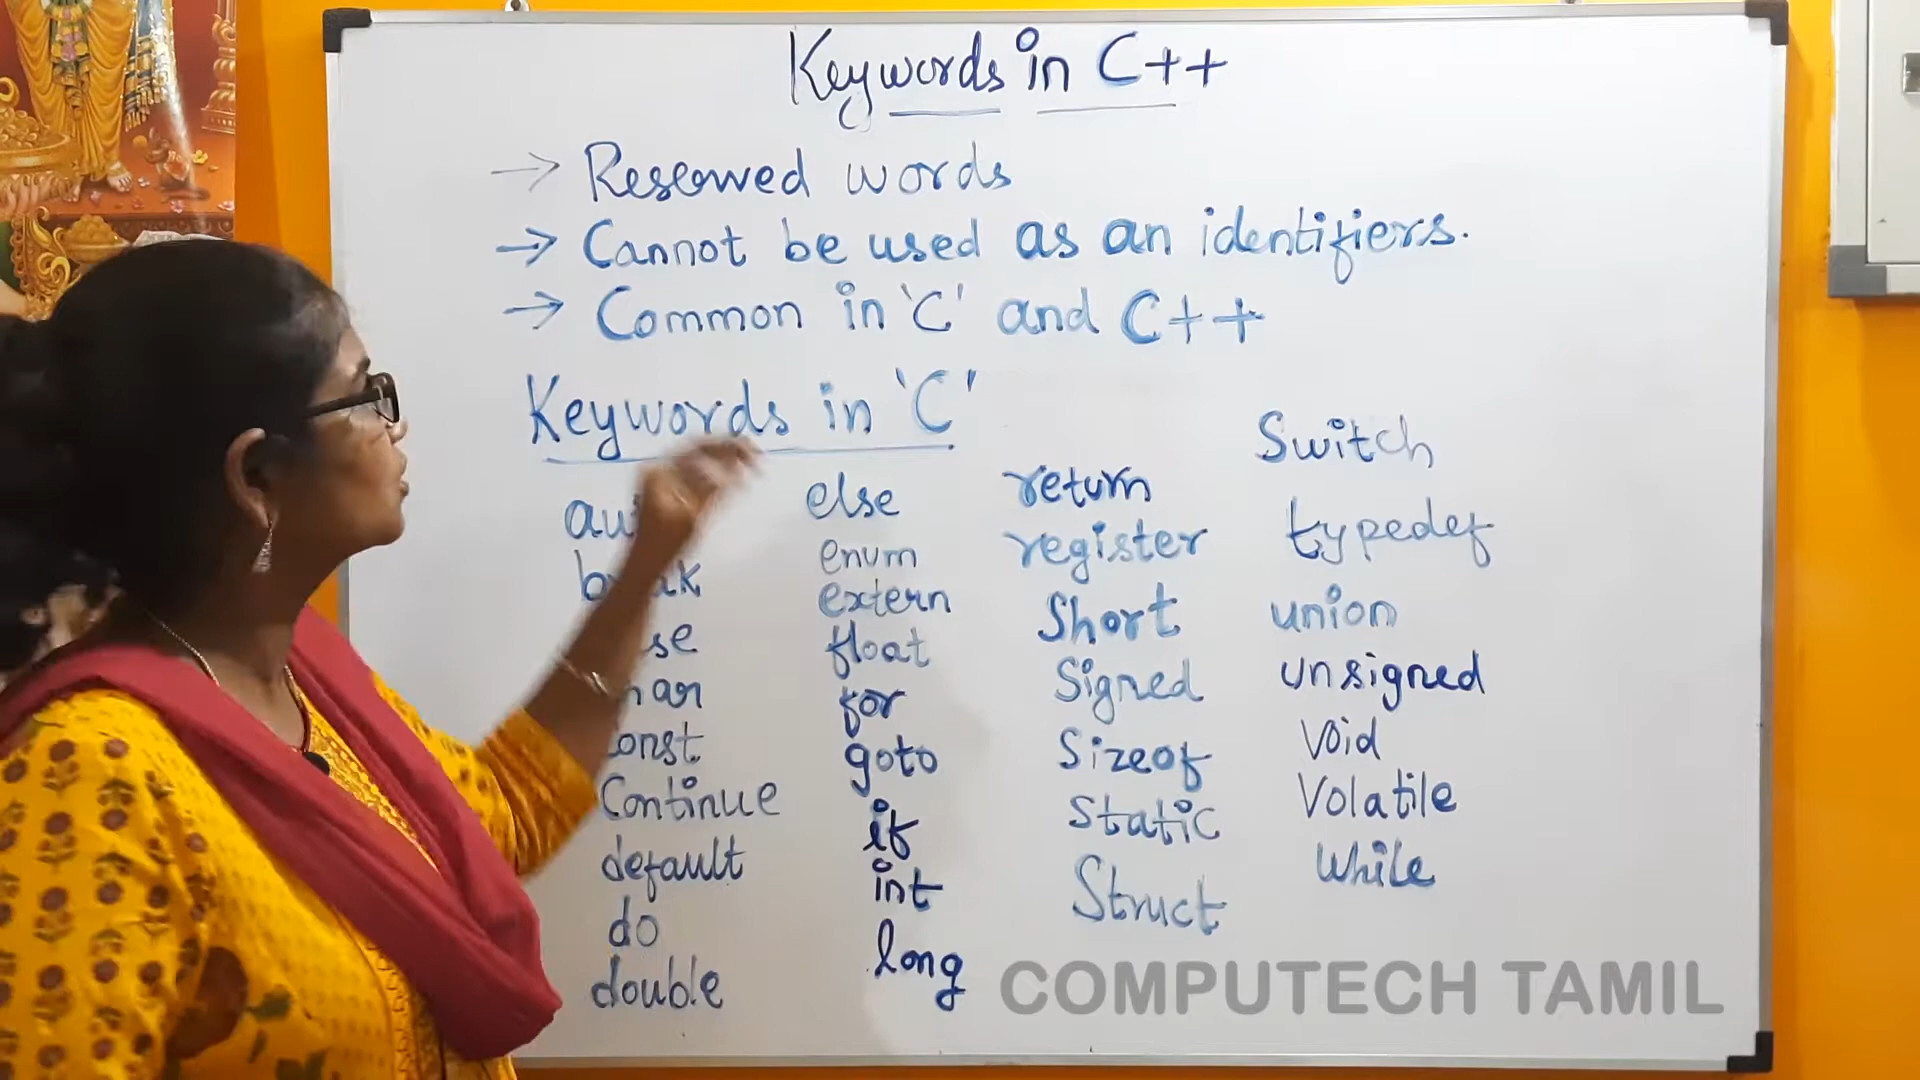 Keywords in C++
→ Reserved words
→ Cannot be used as an identifiers.
→ Common in 'C' and C++
Keywords in 'C'
else
enum
extern
float
for
goto
if
int
long
Continue
default
do
double
return
register
Short
Signed
Sizeof
Static
Struct
Switch
typedef
union
unsigned
Void
Volatile
While
COMPUTECH TAMIL